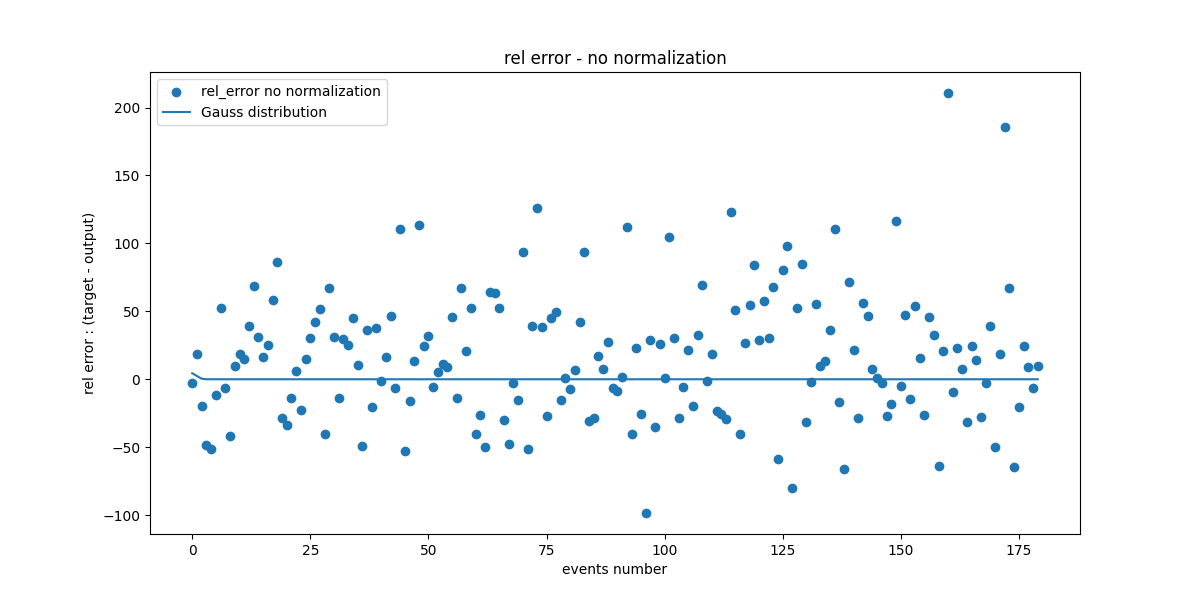 rel error - no normalization
rel_error no normalization
Gauss distribution
200
150
100
50
0
−50
−100
rel error : (target - output)
0 25 50 75 100 125 150 175
events number